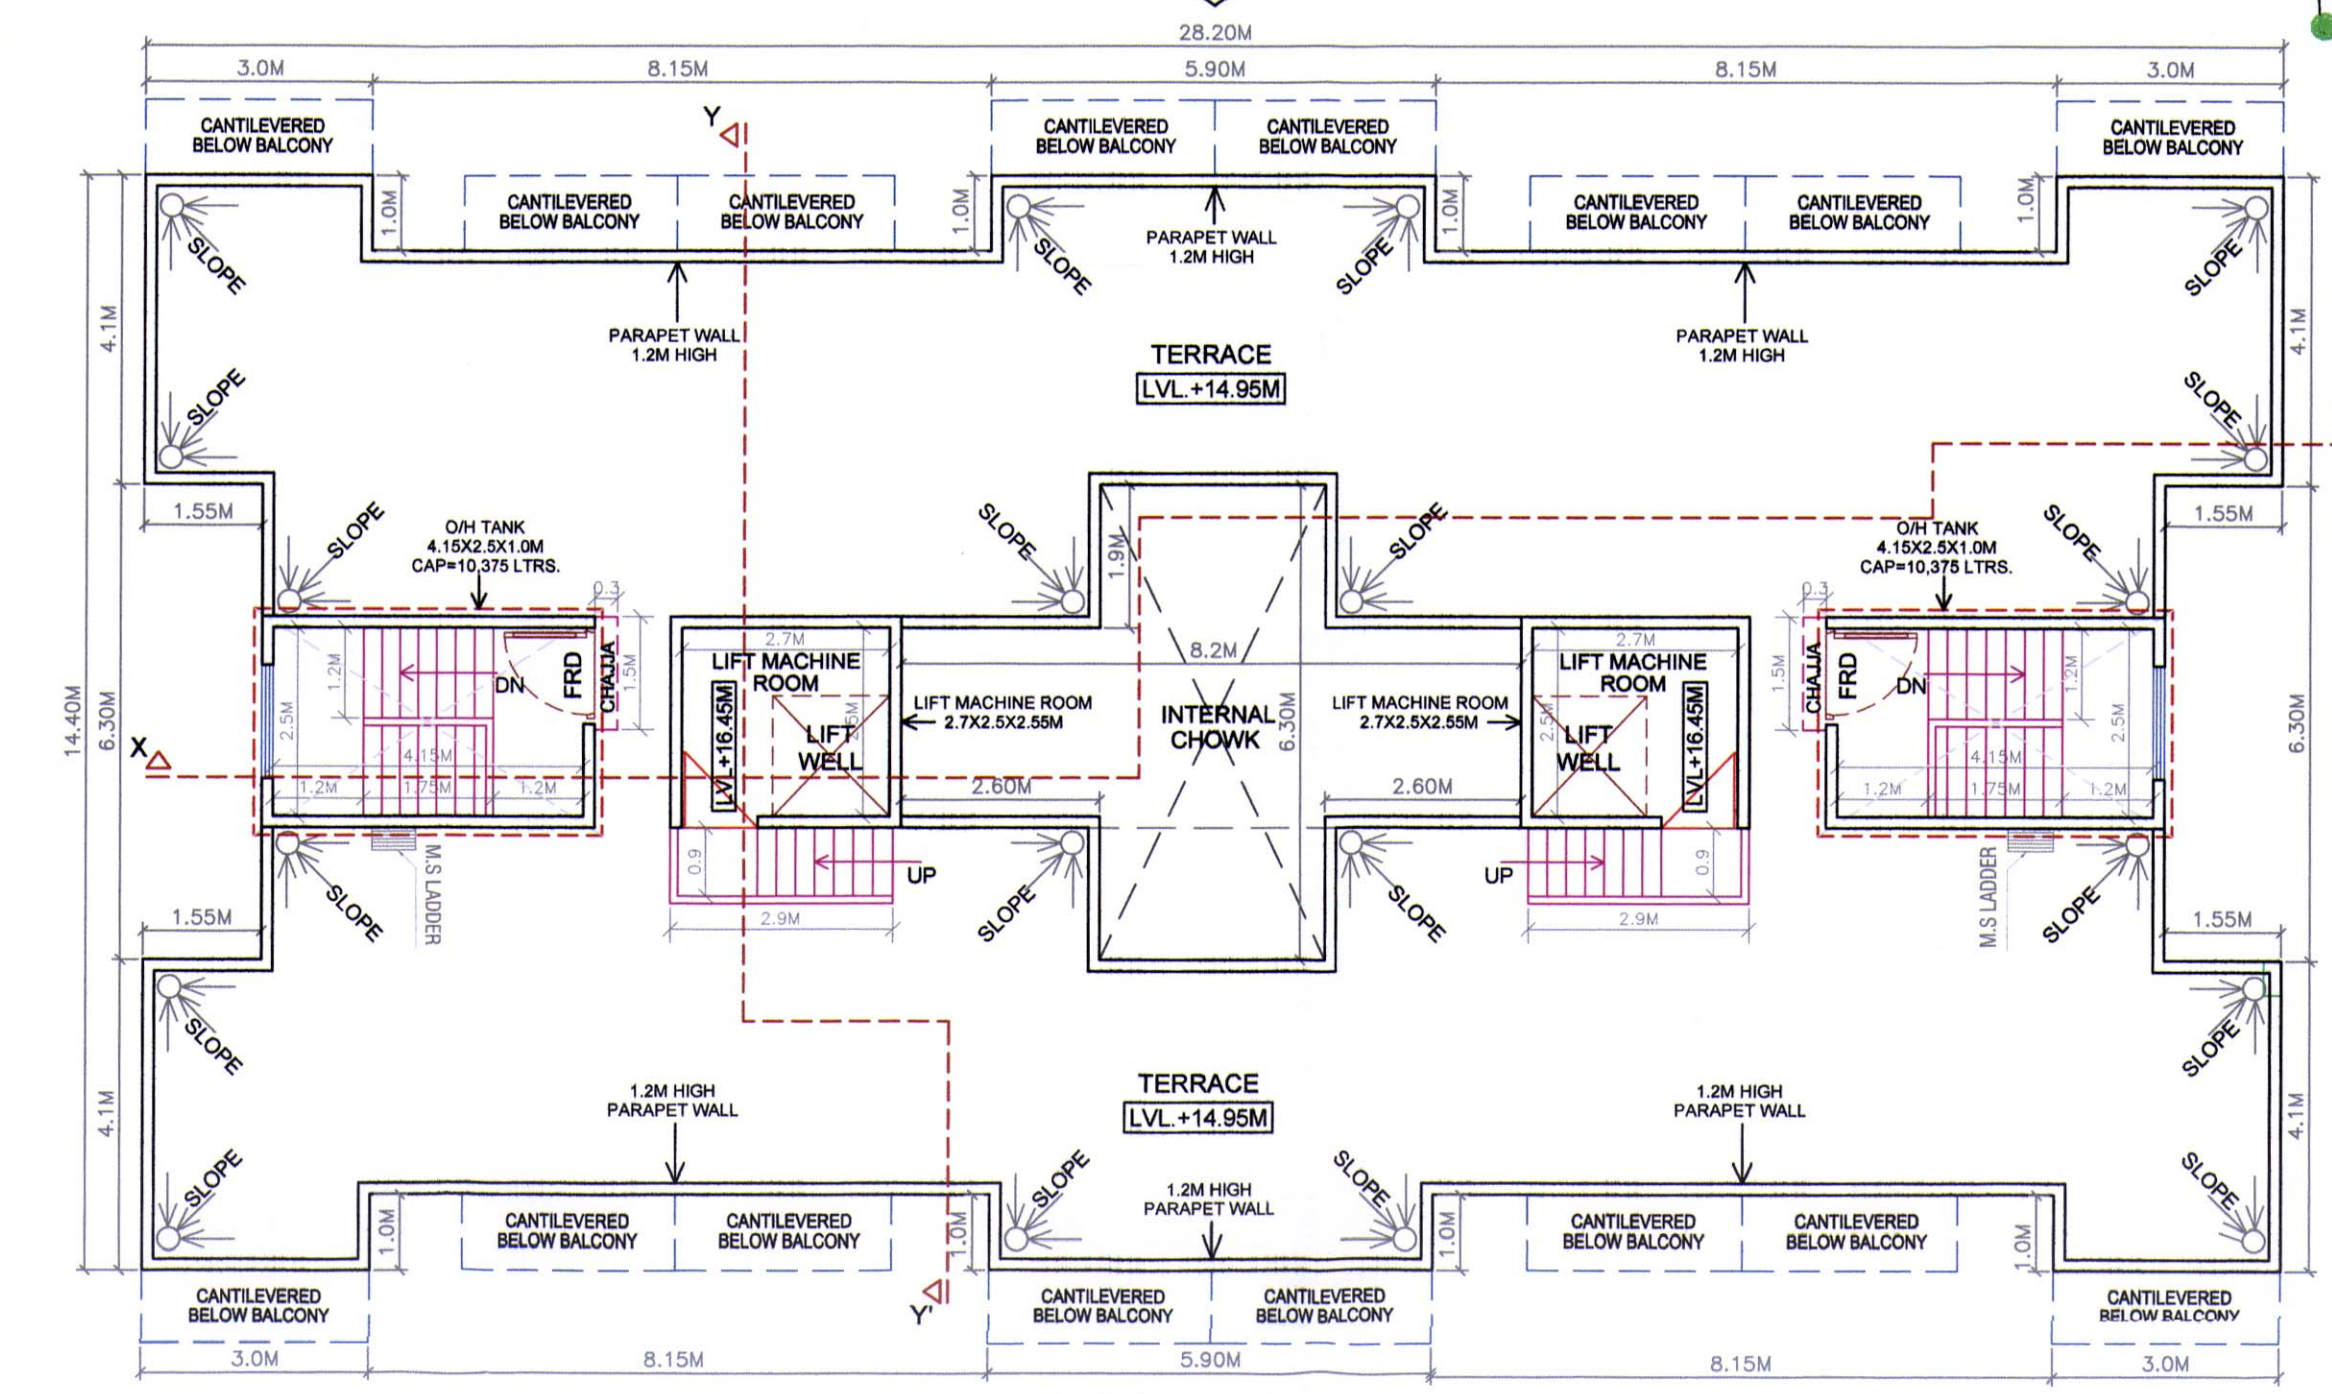 28.20M
3.0M
8.15M
5.90M
8.15M
3.0M
CANTILEVERED
BELOW BALCONY
Y
CANTILEVERED
BELOW BALCONY
CANTILEVERED
BELOW BALCONY
CANTILEVERED
BELOW BALCONY
1.0M
CANTILEVERED
BELOW BALCONY
CANTILEVERED
BELOW BALCONY
1.0M
1.0M
CANTILEVERED
BELOW BALCONY
CANTILEVERED
BELOW BALCONY
1.0M
SLOPE
SLOPE
PARAPET WALL
1.2M HIGH
SLOPE
SLOPE
PARAPET WALL
1.2M HIGH
PARAPET WALL
1.2M HIGH
4.1M
4.1M
TERRACE
LVL.+14.95M
SLOPE
SLOPE
1.55M
SLOPE
O/H TANK
4.15X2.5X1.0M
CAP=10,375 LTRS.
SLOPE
1.9M
SLOPE
O/H TANK
4.15X2.5X1.0M
CAP=10,375 LTRS.
SLOPE
1.55M
0.3
0.3
14.40M
6.30M
X
2.5M
1.2M
DN
FRD
CHAJJA
1.5M
4.15M
1.2M
1.75M
1.2M
2.7M
LIFT MACHINE
ROOM
LVL+16.45M
LIFT
WELL
2.5M
LIFT MACHINE ROOM
2.7X2.5X2.55M
8.2M
INTERNAL
CHOWK
6.30M
LIFT MACHINE ROOM
2.7X2.5X2.55M
2.60M
2.60M
2.7M
LIFT MACHINE
ROOM
2.5M
LIFT
WELL
LVL+16.45M
1.5M
CHAJJA
FRD
DN
1.2M
2.5M
4.15M
1.2M
1.75M
1.2M
6.30M
M.S LADDER
0.9
UP
2.9M
UP
0.9
2.9M
M.S LADDER
1.55M
SLOPE
SLOPE
SLOPE
SLOPE
1.55M
SLOPE
SLOPE
4.1M
1.2M HIGH
PARAPET WALL
TERRACE
LVL.+14.95M
1.2M HIGH
PARAPET WALL
4.1M
SLOPE
SLOPE
1.2M HIGH
PARAPET WALL
SLOPE
SLOPE
1.0M
CANTILEVERED
BELOW BALCONY
CANTILEVERED
BELOW BALCONY
1.0M
1.0M
CANTILEVERED
BELOW BALCONY
CANTILEVERED
BELOW BALCONY
1.0M
CANTILEVERED
BELOW BALCONY
Y'
CANTILEVERED
BELOW BALCONY
CANTILEVERED
BELOW BALCONY
CANTILEVERED
BELOW BALCONY
3.0M
8.15M
5.90M
8.15M
3.0M